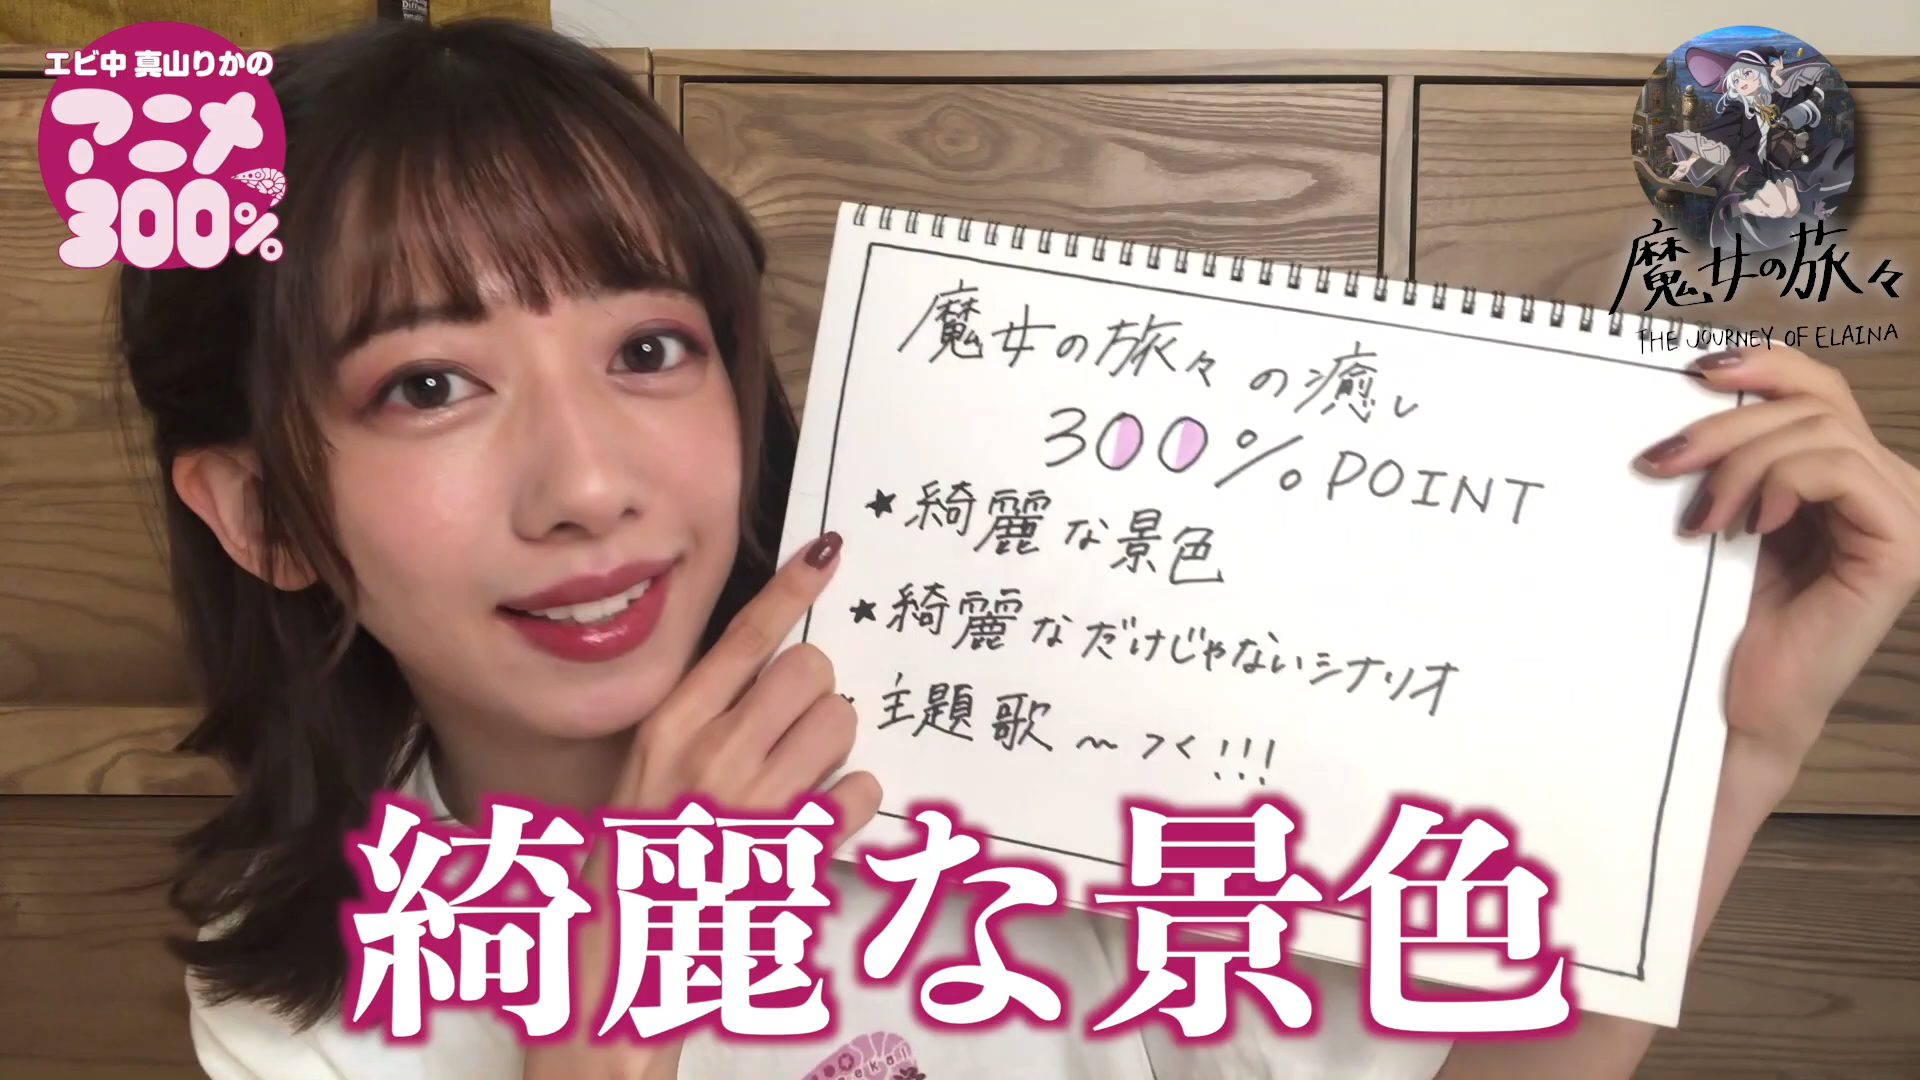 エビ中 真山りかの
アニメ
300%
魔女の旅々
THE JOURNEY OF ELAINA
魔女の旅々の癒し
300% POINT
★綺麗な景色
★綺麗なだけじゃないシナリオ
主題歌～つく!!!
綺麗な景色